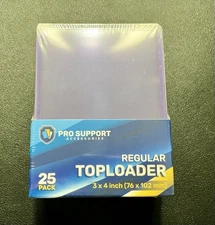 PRO SUPPORT
ACCESSORIES
REGULAR
TOPLOADER
3 x 4 inch (76 x 102 mm)
25
PACK